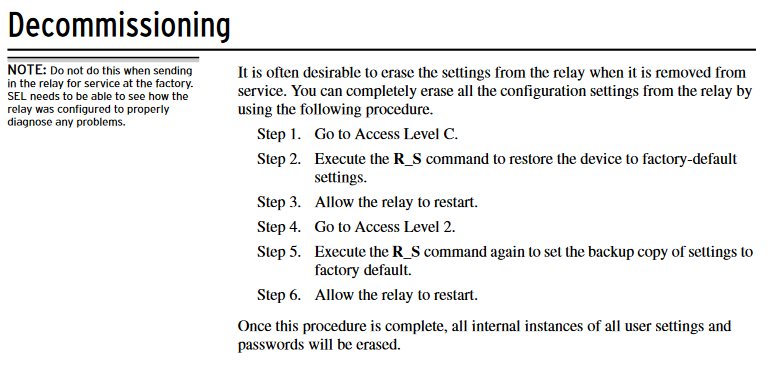 Decommissioning
NOTE: Do not do this when sending
in the relay for service at the factory.
SEL needs to be able to see how the
relay was configured to properly
diagnose any problems.
It is often desirable to erase the settings from the relay when it is removed from
service. You can completely erase all the configuration settings from the relay by
using the following procedure.
Step 1. Go to Access Level C.
Step 2. Execute the R_S command to restore the device to factory-default
settings.
Step 3. Allow the relay to restart.
Step 4. Go to Access Level 2.
Step 5. Execute the R_S command again to set the backup copy of settings to
factory default.
Step 6. Allow the relay to restart.
Once this procedure is complete, all internal instances of all user settings and
passwords will be erased.